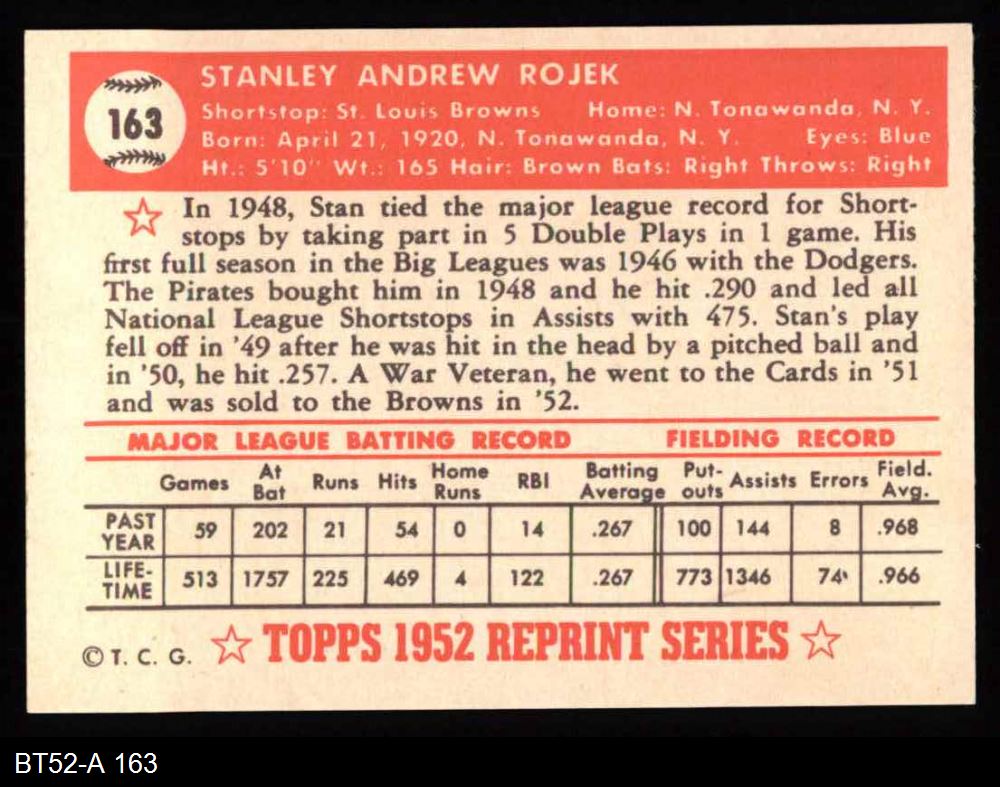 163
STANLEY ANDREW ROJEK
Shortstop: St. Louis Browns Home: N. Tonawanda, N. Y.
Born: April 21, 1920, N. Tonawanda, N. Y. Eyes: Blue
Ht.: 5'10" Wt.: 165 Hair: Brown Bats: Right Throws: Right
In 1948, Stan tied the major league record for Short-
stops by taking part in 5 Double Plays in 1 game. His
first full season in the Big Leagues was 1946 with the Dodgers.
The Pirates bought him in 1948 and he hit .290 and led all
National League Shortstops in Assists with 475. Stan's play
fell off in '49 after he was hit in the head by a pitched ball and
in '50, he hit .257. A War Veteran, he went to the Cards in '51
and was sold to the Browns in '52.
MAJOR LEAGUE BATTING RECORD FIELDING RECORD
Games At Bat Runs Hits Home Runs RBI Batting Average Put-outs Assists Errors Field. Avg.
PAST YEAR 59 202 21 54 0 14 .267 100 144 8 .968
LIFE-TIME 513 1757 225 469 4 122 .267 773 1346 74 .966
© T. C. G. ☆ TOPPS 1952 REPRINT SERIES ☆
BT52-A 163